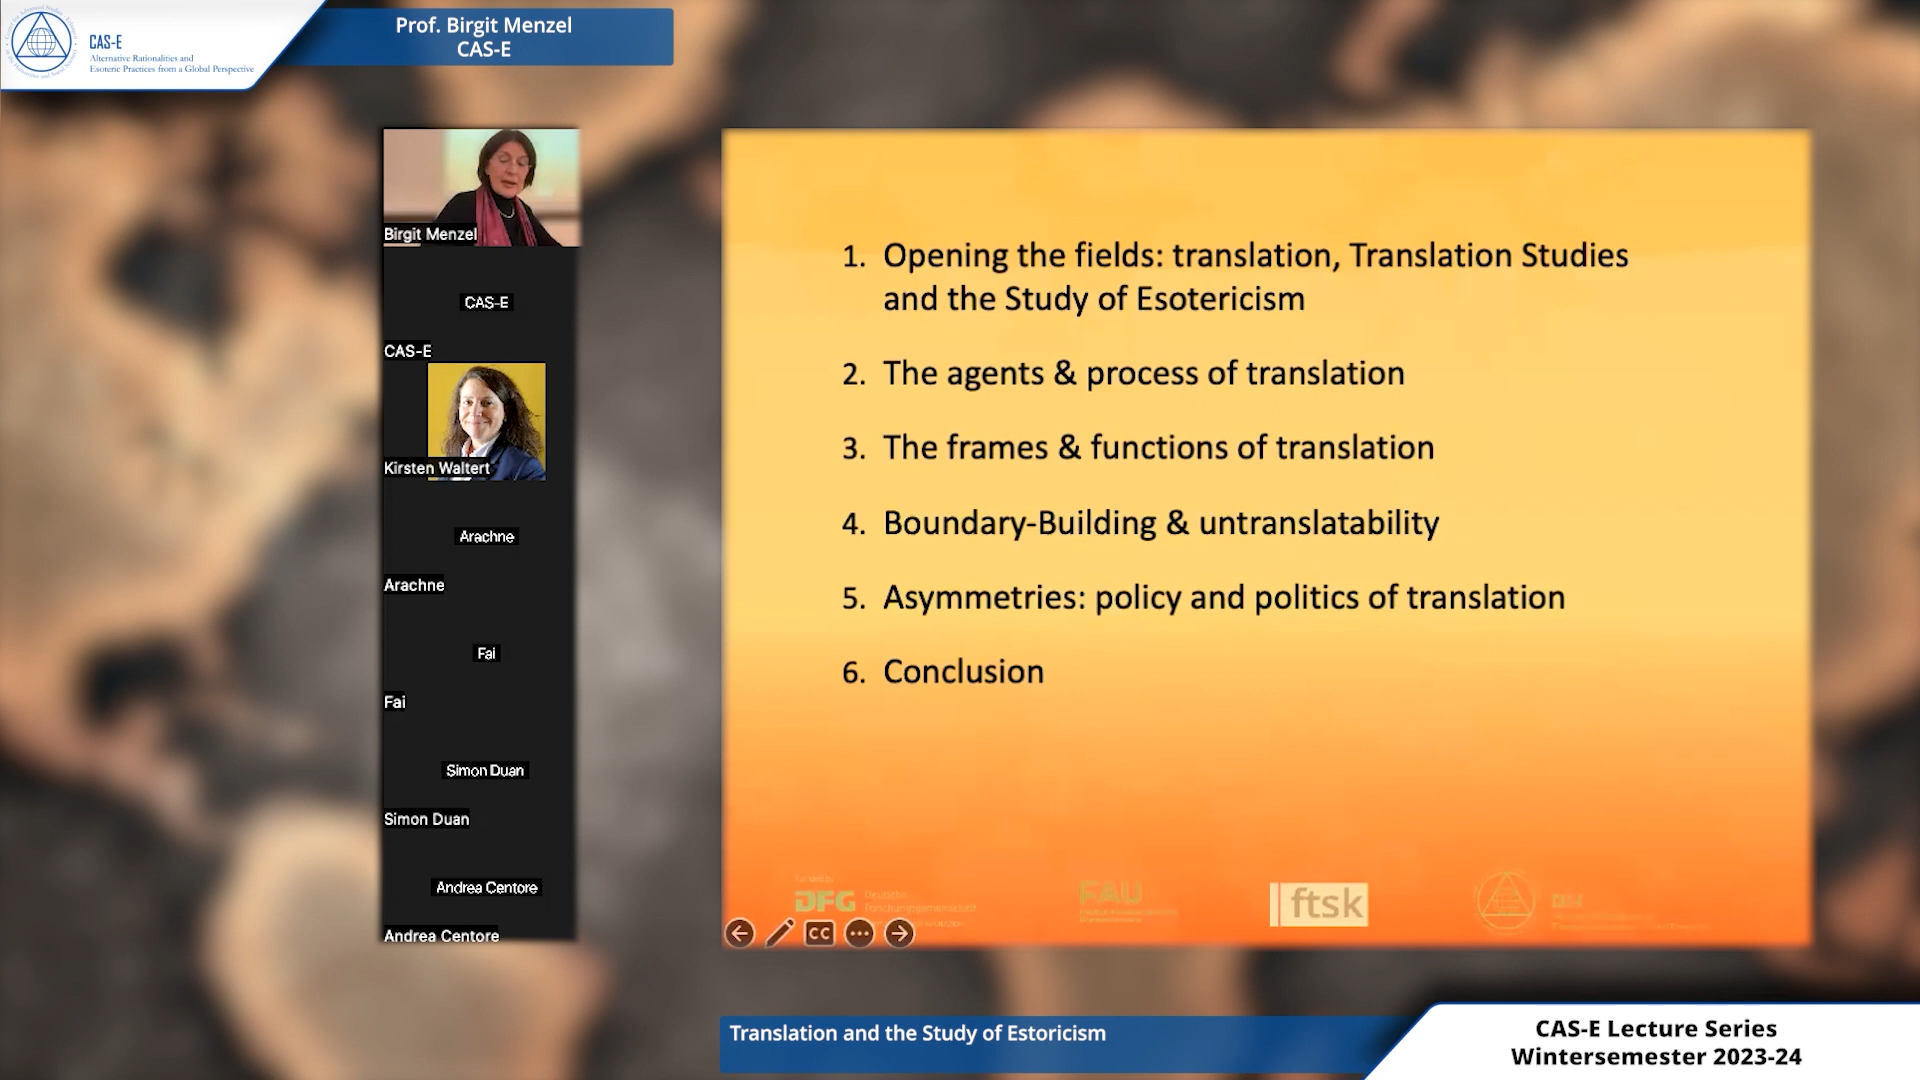 CAS-E
Alternative Rationalities and
Esoteric Practices from a Global Perspective
Prof. Birgit Menzel
CAS-E
Birgit Menzel
CAS-E
CAS-E
Kirsten Waltert
Arachne
Arachne
Fai
Fai
Simon Duan
Simon Duan
Andrea Centore
Andrea Centore
1. Opening the fields: translation, Translation Studies
and the Study of Esotericism
2. The agents & process of translation
3. The frames & functions of translation
4. Boundary-Building & untranslatability
5. Asymmetries: policy and politics of translation
6. Conclusion
Funded by
DFG Deutsche
Forschungsgemeinschaft
FAU
ftsk
CC
Translation and the Study of Estoricism
CAS-E Lecture Series
Wintersemester 2023-24